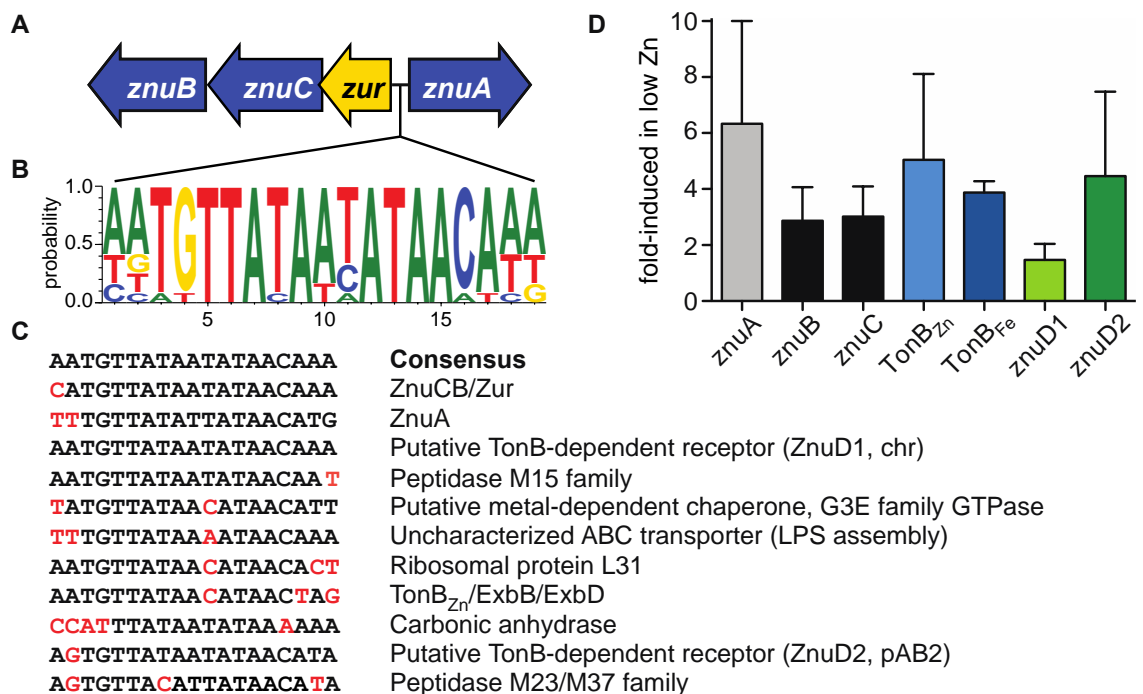 A
znuB znuC zur znuA
B
probability
1.0
0.5
0.0
5 10 15
C
AATGTTATAATATAACAAA Consensus
CATGTTATAATATAACAAA ZnuCB/Zur
TTTGTTATATTATAACATG ZnuA
AATGTTATAATATAACAAA Putative TonB-dependent receptor (ZnuD1, chr)
AATGTTATAATATAACAAT Peptidase M15 family
TATGTTATAACATAACATT Putative metal-dependent chaperone, G3E family GTPase
TTTGTTATAAAATAACAAA Uncharacterized ABC transporter (LPS assembly)
AATGTTATAACATAACACT Ribosomal protein L31
AATGTTATAACATAACTAG TonBZn/ExbB/ExbD
CCATTTATAATATAAAAAA Carbonic anhydrase
AGTGTTATAATATAACATA Putative TonB-dependent receptor (ZnuD2, pAB2)
AGTGTTACATTATAACATA Peptidase M23/M37 family
D
fold-induced in low Zn
10
8
6
4
2
0
znuA znuB znuC TonBZn TonBFe znuD1 znuD2